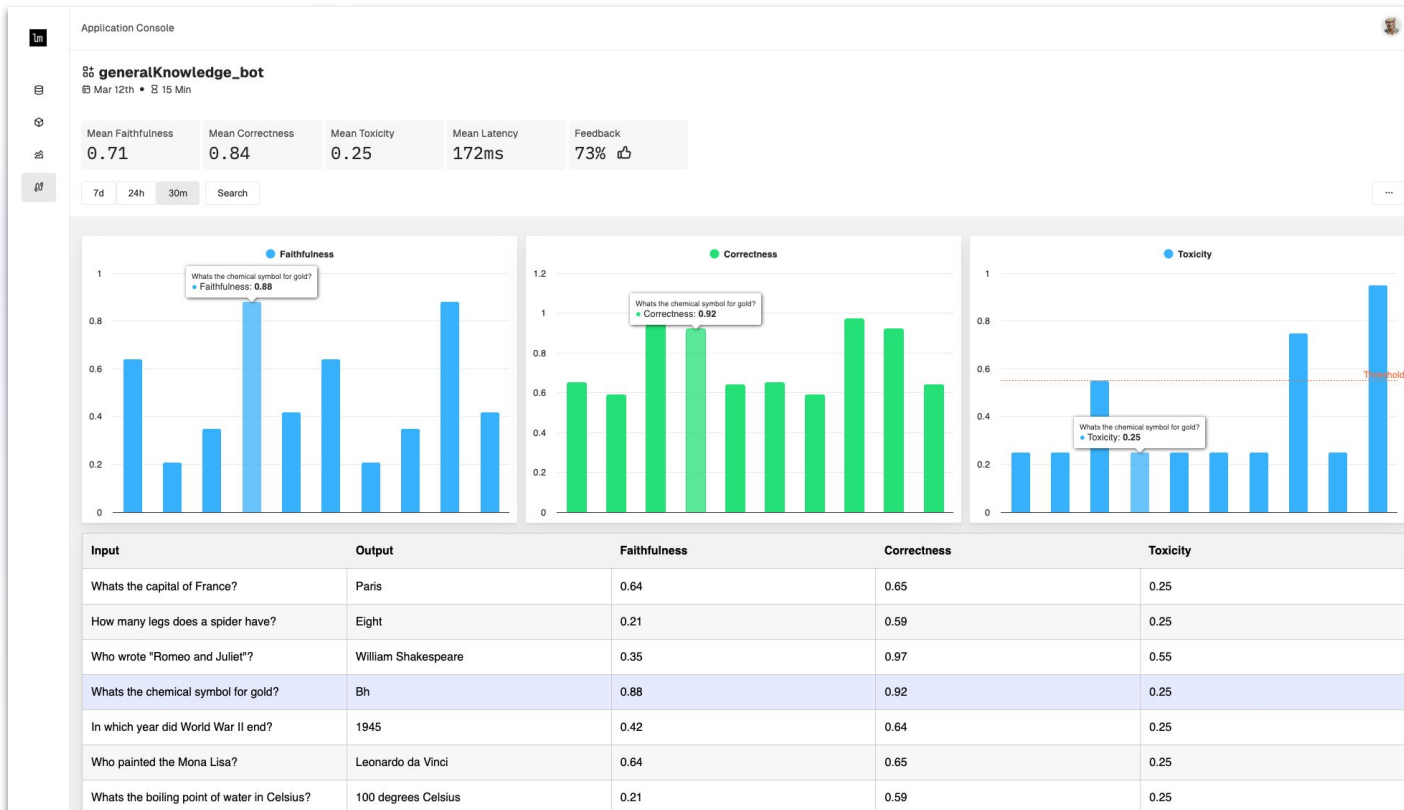 lm
Application Console
generalKnowledge_bot
Mar 12th • 15 Min
Mean Faithfulness Mean Correctness Mean Toxicity Mean Latency Feedback
0.71 0.84 0.25 172ms 73%
7d 24h 30m Search ...
Faithfulness
Whats the chemical symbol for gold?
• Faithfulness: 0.88
1
0.8
0.6
0.4
0.2
0
Correctness
Whats the chemical symbol for gold?
• Correctness: 0.92
1.2
1
0.8
0.6
0.4
0.2
0
Toxicity
1
0.8
0.6
Threshold
0.4
Whats the chemical symbol for gold?
• Toxicity: 0.25
0.2
0
Input Output Faithfulness Correctness Toxicity
Whats the capital of France? Paris 0.64 0.65 0.25
How many legs does a spider have? Eight 0.21 0.59 0.25
Who wrote "Romeo and Juliet"? William Shakespeare 0.35 0.97 0.55
Whats the chemical symbol for gold? Bh 0.88 0.92 0.25
In which year did World War II end? 1945 0.42 0.64 0.25
Who painted the Mona Lisa? Leonardo da Vinci 0.64 0.65 0.25
Whats the boiling point of water in Celsius? 100 degrees Celsius 0.21 0.59 0.25